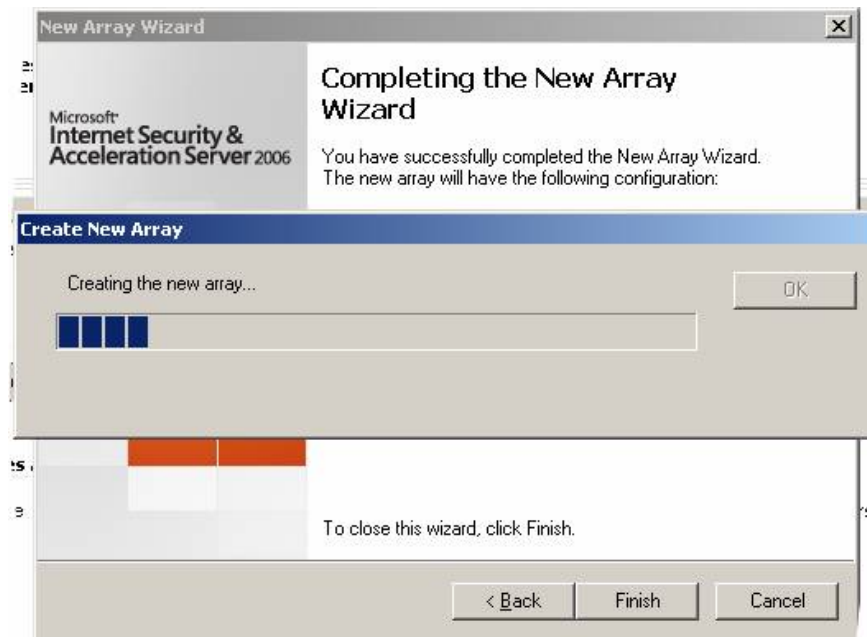 New Array Wizard
Microsoft
Internet Security &
Acceleration Server 2006
Completing the New Array
Wizard
You have successfully completed the New Array Wizard.
The new array will have the following configuration:
Create New Array
Creating the new array...
OK
To close this wizard, click Finish.
< Back
Finish
Cancel